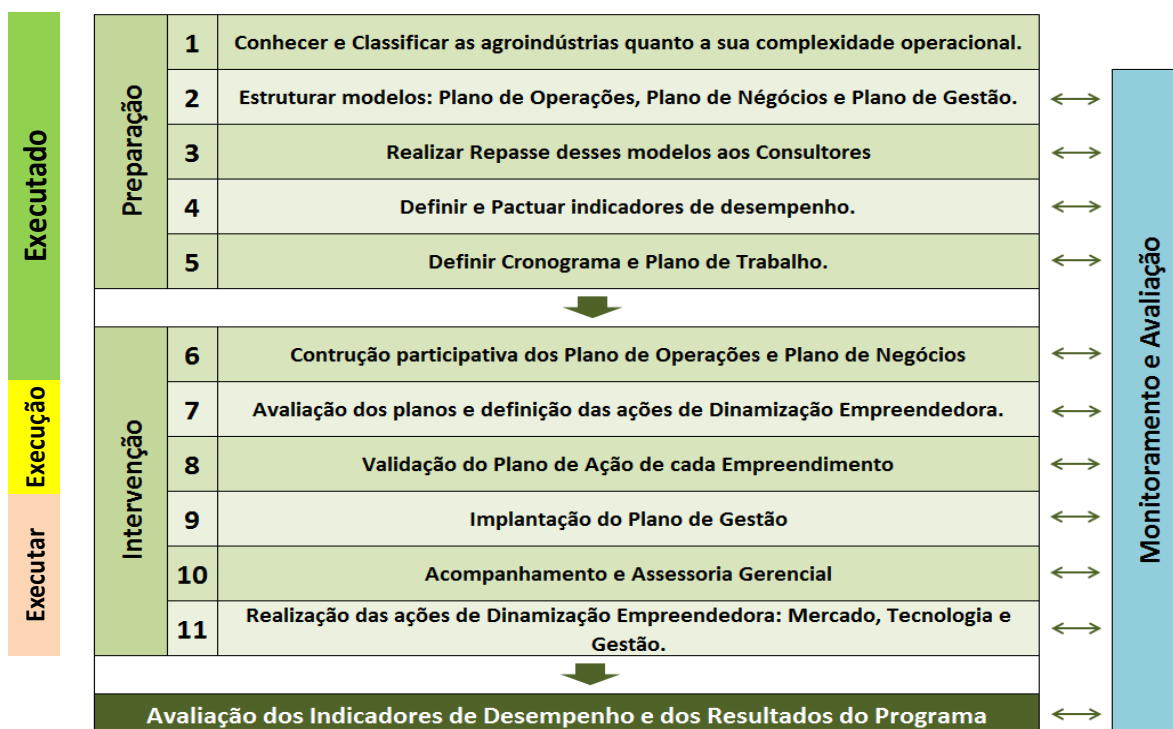 Executado
Execução
Executar
Preparação
1 Conhecer e Classificar as agroindústrias quanto a sua complexidade operacional.
2 Estruturar modelos: Plano de Operações, Plano de Négócios e Plano de Gestão.
3 Realizar Repasse desses modelos aos Consultores
4 Definir e Pactuar indicadores de desempenho.
5 Definir Cronograma e Plano de Trabalho.
Intervenção
6 Contrução participativa dos Plano de Operações e Plano de Negócios
7 Avaliação dos planos e definição das ações de Dinamização Empreendedora.
8 Validação do Plano de Ação de cada Empreendimento
9 Implantação do Plano de Gestão
10 Acompanhamento e Assessoria Gerencial
11 Realização das ações de Dinamização Empreendedora: Mercado, Tecnologia e
Gestão.
Avaliação dos Indicadores de Desempenho e dos Resultados do Programa
Monitoramento e Avaliação